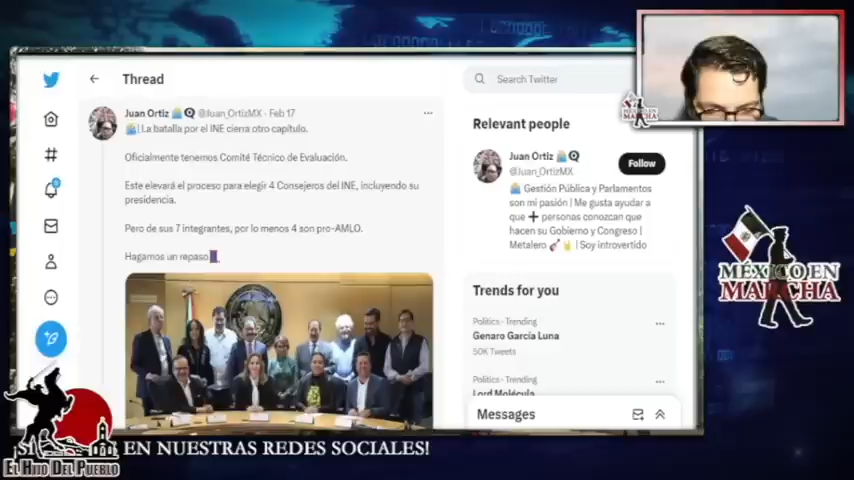 Thread
Search Twitter
Juan Ortiz @Juan_OrtizMX · Feb 17
| La batalla por el INE cierra otro capítulo.
Oficialmente tenemos Comité Técnico de Evaluación.
Este elevará el proceso para elegir 4 Consejeros del INE, incluyendo su
presidencia.
Pero de sus 7 integrantes, por lo menos 4 son pro-AMLO.
Hagamos un repaso
Relevant people
Juan Ortiz
@Juan_OrtizMX
Follow
Gestión Pública y Parlamentos
son mi pasión | Me gusta ayudar a
que + personas conozcan que
hacen su Gobierno y Congreso |
Metalero | Soy introvertido
Trends for you
Politics · Trending
Genaro García Luna
50K Tweets
Politics · Trending
Lord Molécula
Messages
MÉXICO EN
MARCHA
MÉXICO EN
MARCHA
EN NUESTRAS REDES SOCIALES!
EL HIJO DEL PUEBLO